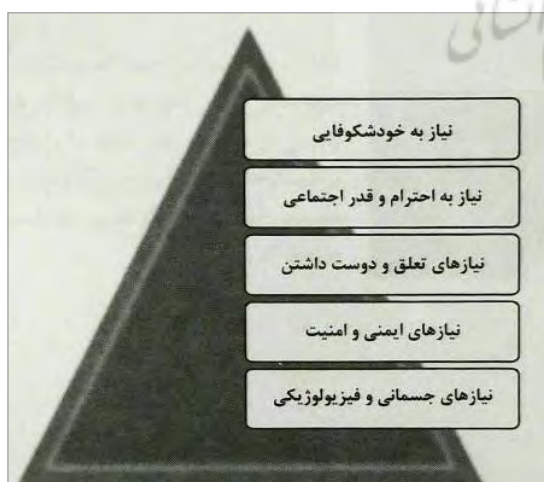 نیاز به خودشکوفایی
نیاز به احترام و قدر اجتماعی
نیازهای تعلق و دوست داشتن
نیازهای ایمنی و امنیت
نیازهای جسمانی و فیزیولوژیکی